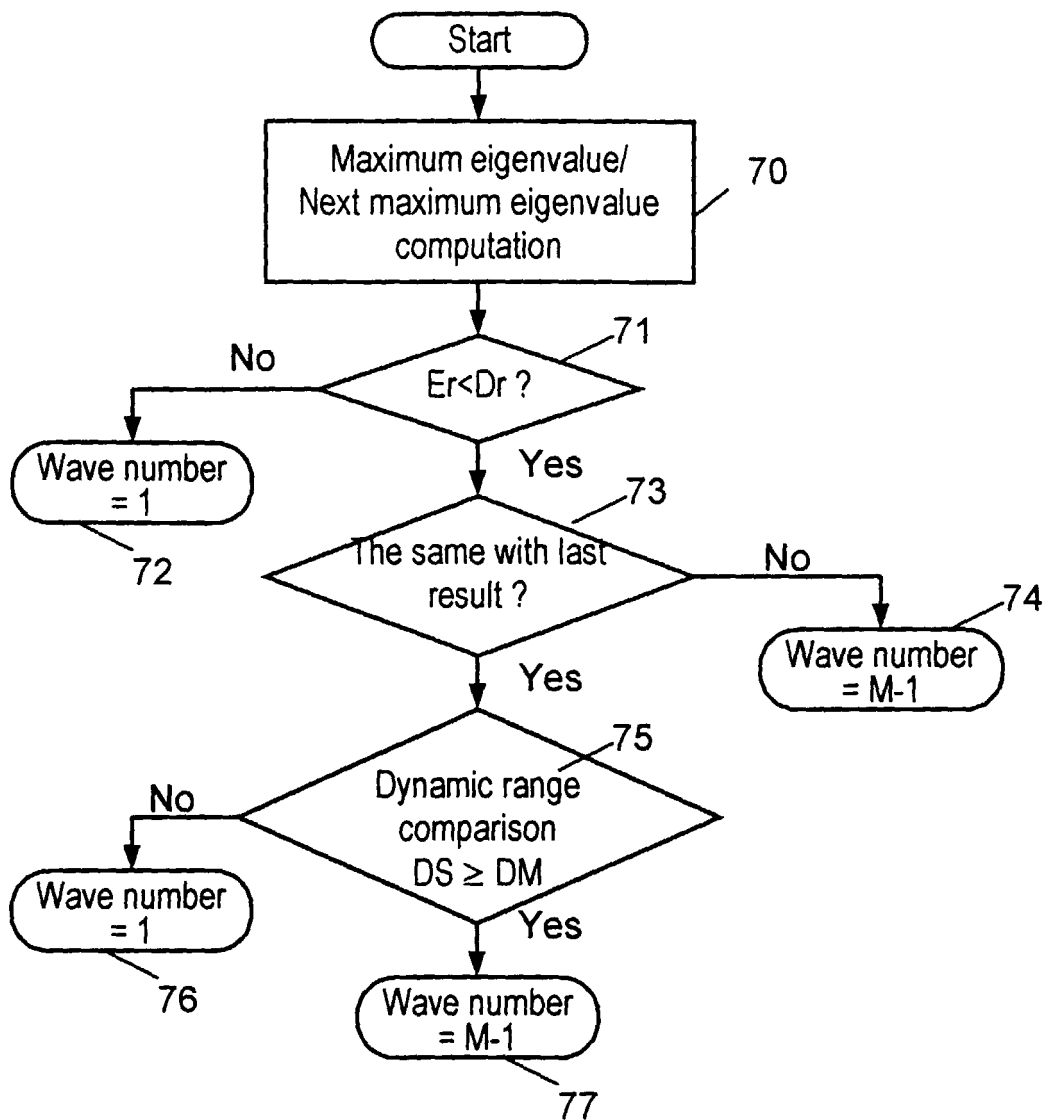 Start
Maximum eigenvalue/
Next maximum eigenvalue
computation
70
71
No
Er<Dr ?
Wave number
= 1
Yes
72
73
The same with last
result ?
No
74
Wave number
= M-1
Yes
75
Dynamic range
comparison
DS ≥ DM
No
Wave number
= 1
Yes
76
Wave number
= M-1
77